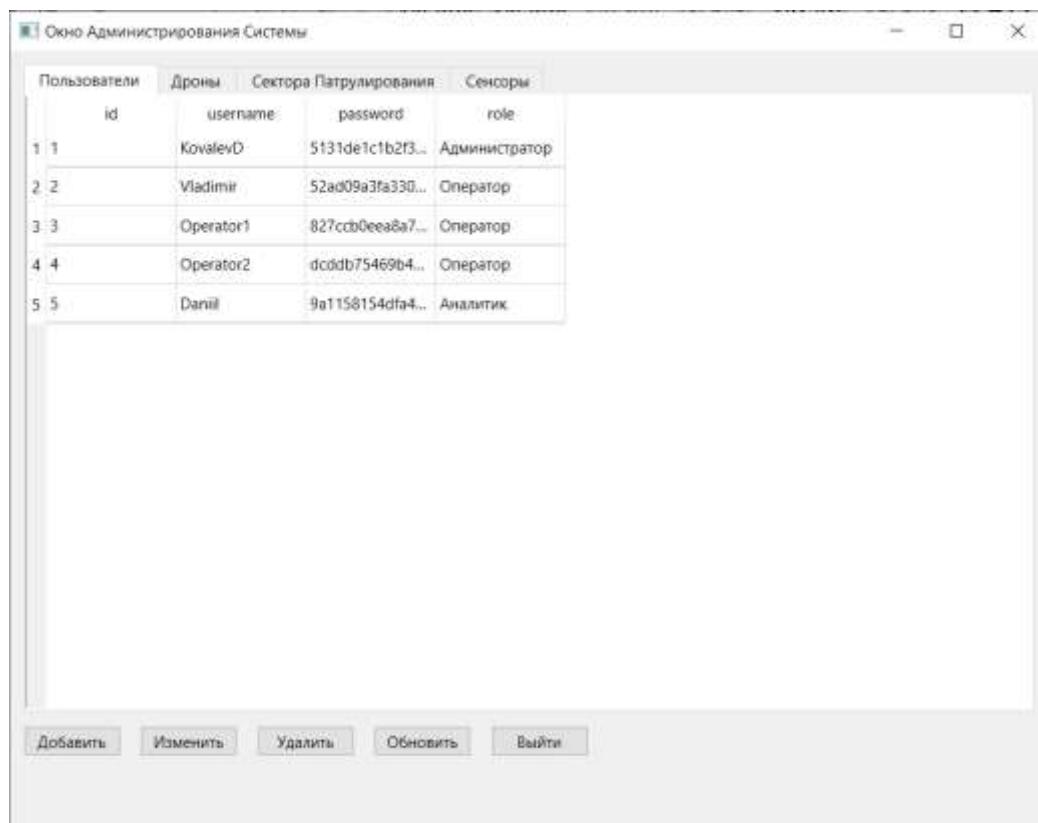 Окно Администрирования Системы
Пользователи Дроны Сектора Патрулирования Сенсоры
id username password role
1 1 KovalevD 5131de1c1b2f3... Администратор
2 2 Vladimir 52ad09a3fa330... Оператор
3 3 Operator1 827ccb0eea8a7... Оператор
4 4 Operator2 dcddb75469b4... Оператор
5 5 Daniil 9a1158154dfa4... Аналитик
Добавить Изменить Удалить Обновить Выйти